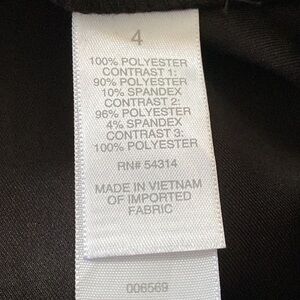 4
100% POLYESTER
CONTRAST 1:
90% POLYESTER
10% SPANDEX
CONTRAST 2:
96% POLYESTER
4% SPANDEX
CONTRAST 3:
100% POLYESTER
RN# 54314
MADE IN VIETNAM
OF IMPORTED
FABRIC
006569